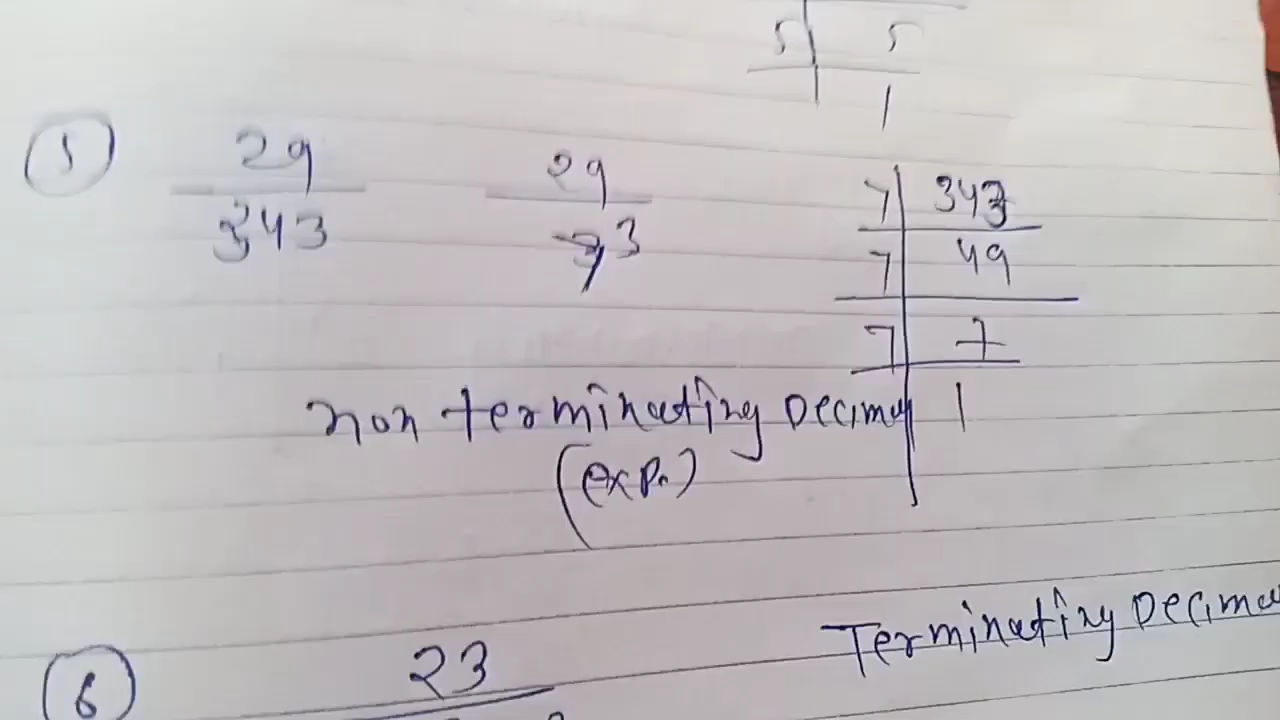 5 | 5
1
(5) 29/343 29/7³
7 | 343
7 | 49
7 | 7
1
non terminating Decimal
(exp.)
Terminating Decima
(6) 23